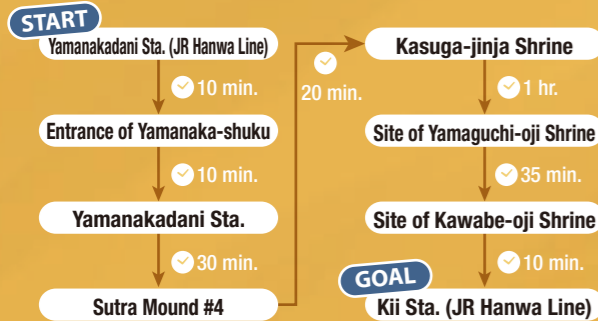 START
Yamanakadani Sta. (JR Hanwa Line)
10 min.
Entrance of Yamanaka-shuku
10 min.
Yamanakadani Sta.
30 min.
Sutra Mound #4
20 min.
Kasuga-jinja Shrine
1 hr.
Site of Yamaguchi-oji Shrine
35 min.
Site of Kawabe-oji Shrine
10 min.
GOAL
Kii Sta. (JR Hanwa Line)